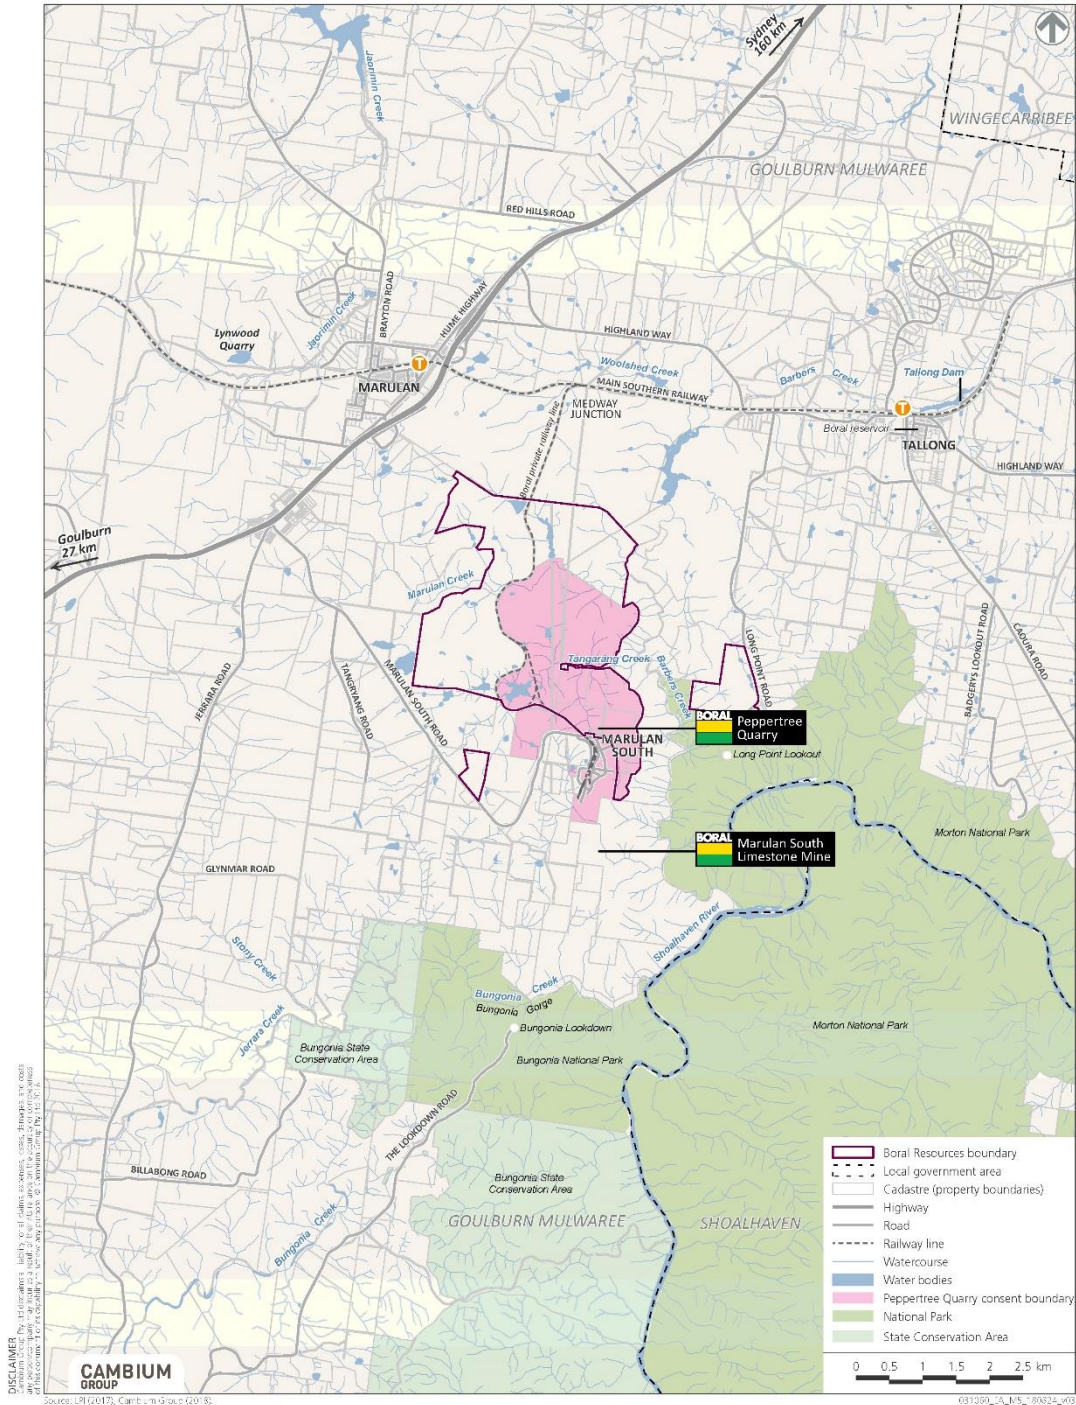 Sydney
160 km
Jaorimin Creek
WINGECARRIBEE
GOULBURN MULWAREE
RED HILLS ROAD
BRAYTON ROAD
HUME HIGHWAY
Jaorimin Creek
Lynwood
Quarry
HIGHLAND WAY
Woolshed Creek
Barbers Creek
Tallong Dam
T
MARULAN
MAIN SOUTHERN RAILWAY
MEDWAY
JUNCTION
T
Boral reservoir
TALLONG
HIGHLAND WAY
Boral private railway line
Goulburn
27 km
Marulan Creek
Tangarang Creek
Barbers Creek
LONG POINT ROAD
BADGERYS LOOKOUT ROAD
CAOURA ROAD
JERRARA ROAD
TANGRYANG ROAD
MARULAN SOUTH ROAD
BORAL
Peppertree
Quarry
MARULAN
SOUTH
Long Point Lookout
BORAL
Marulan South
Limestone Mine
Morton National Park
GLYNMAR ROAD
Shoalhaven River
Stony Creek
Bungonia Creek
Bungonia Gorge
Bungonia Lookdown
Morton National Park
Jerrara Creek
Bungonia State
Conservation Area
Bungonia National Park
THE LOOKDOWN ROAD
BILLABONG ROAD
Bungonia State
Conservation Area
GOULBURN MULWAREE
SHOALHAVEN
Bungonia Creek
Boral Resources boundary
Local government area
Cadastre (property boundaries)
Highway
Road
Railway line
Watercourse
Water bodies
Peppertree Quarry consent boundary
National Park
State Conservation Area
0 0.5 1 1.5 2 2.5 km
CAMBIUM
GROUP
DISCLAIMER
Source: LPI (2017), Cambium Group (2018)